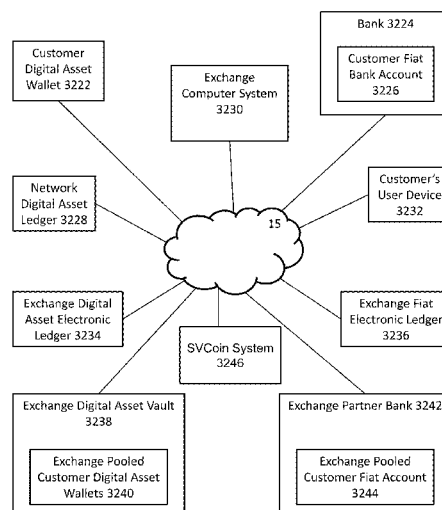 Customer
Digital Asset
Wallet 3222
Exchange
Computer System
3230
Bank 3224
Customer Fiat
Bank Account
3226
Network
Digital Asset
Ledger 3228
15
Customer's
User Device
3232
Exchange Digital
Asset Electronic
Ledger 3234
SVCoin System
3246
Exchange Fiat
Electronic Ledger
3236
Exchange Digital Asset Vault
3238
Exchange Pooled
Customer Digital Asset
Wallets 3240
Exchange Partner Bank 3242
Exchange Pooled
Customer Fiat Account
3244